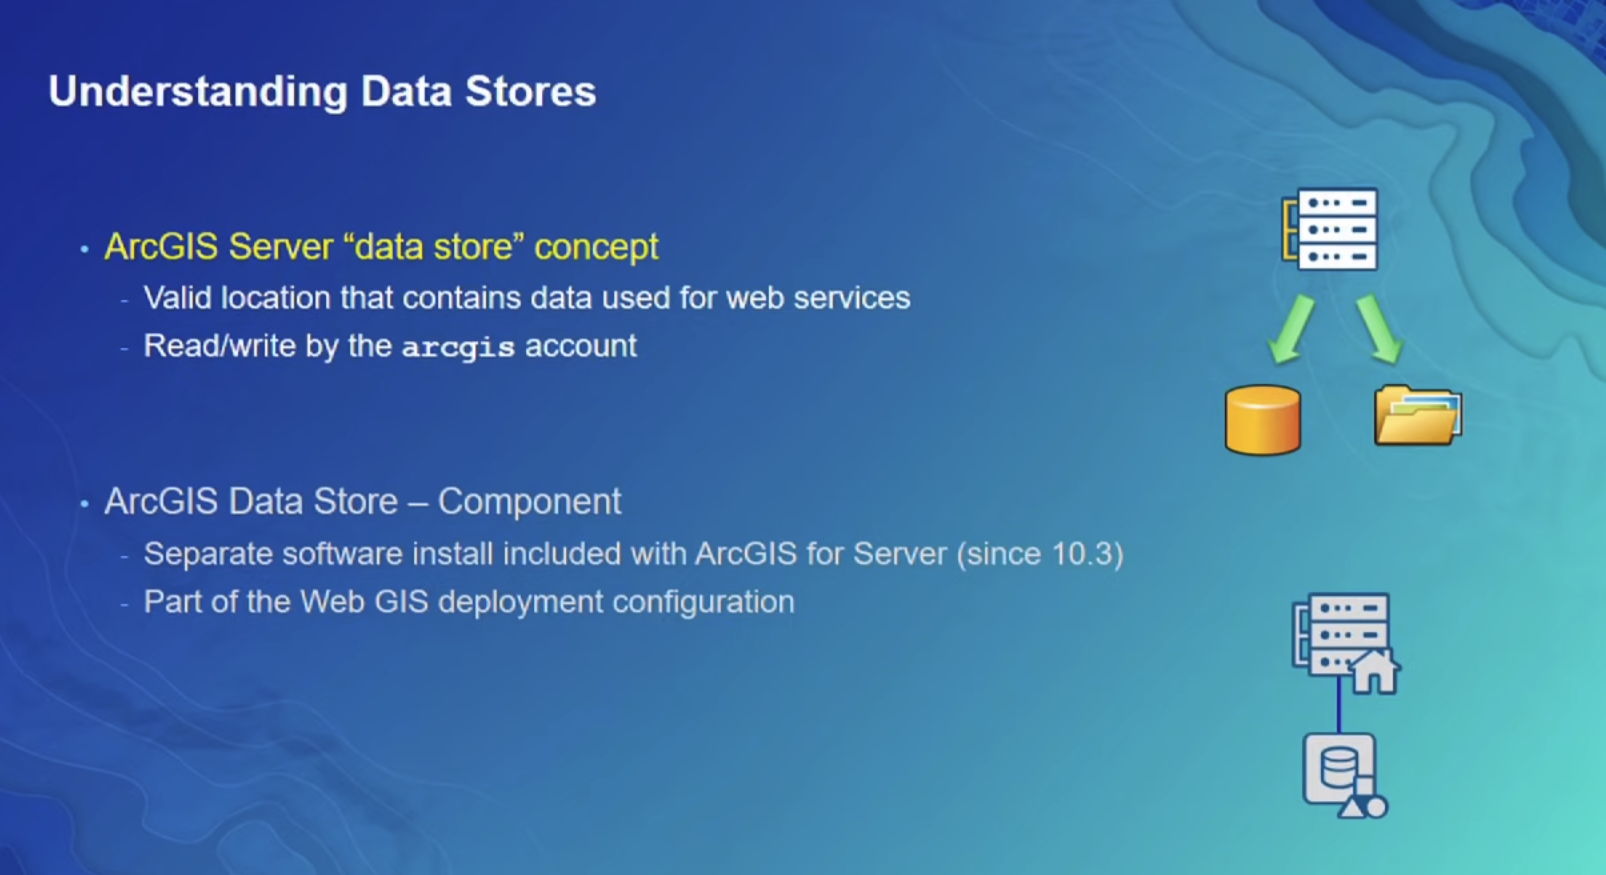 Understanding Data Stores
• ArcGIS Server “data store” concept
- Valid location that contains data used for web services
- Read/write by the arcgis account
• ArcGIS Data Store – Component
- Separate software install included with ArcGIS for Server (since 10.3)
- Part of the Web GIS deployment configuration